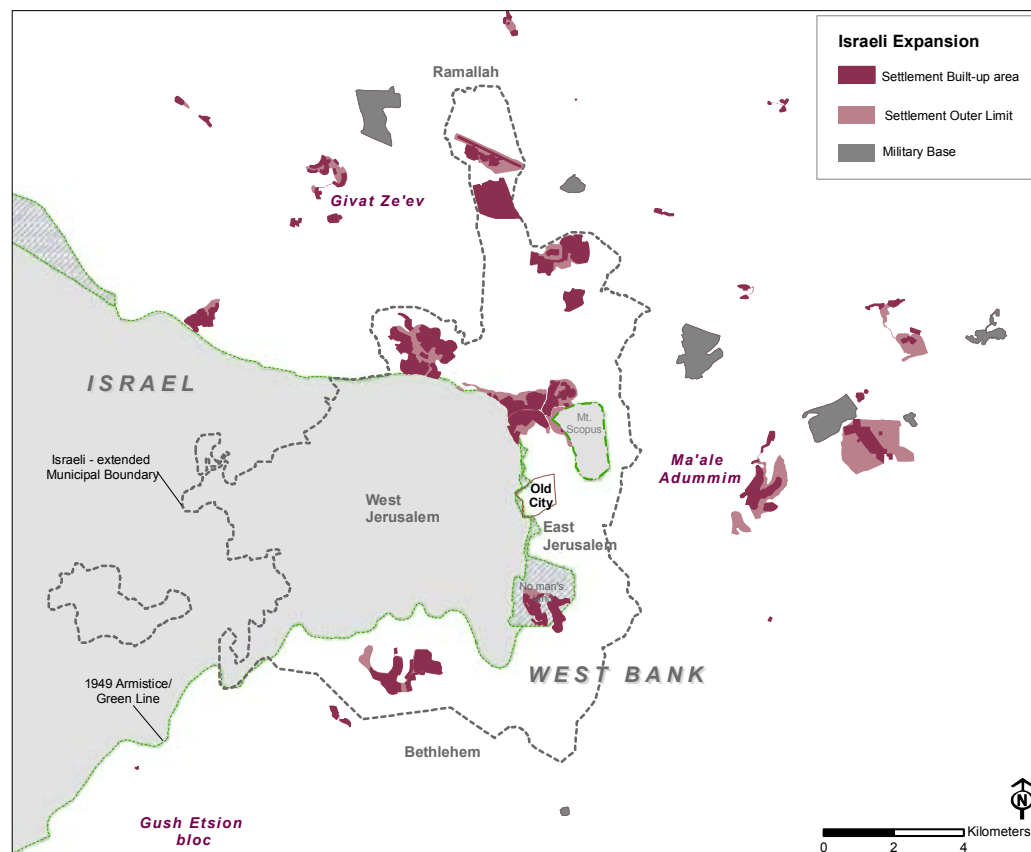 Israeli Expansion
Settlement Built-up area
Settlement Outer Limit
Military Base
Ramallah
Givat Ze'ev
ISRAEL
Mt.
Scopus
Israeli - extended
Municipal Boundary
Ma'ale
Adummim
West
Jerusalem
Old
City
East
Jerusalem
No man's
WEST BANK
1949 Armistice/
Green Line
Bethlehem
Gush Etsion
bloc
N
Kilometers
0 2 4